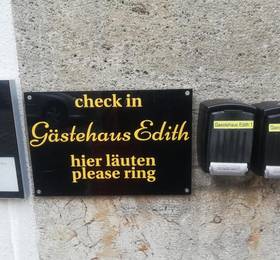 check in
Gästehaus Edith
hier läuten
please ring
Gästehaus Edith 1